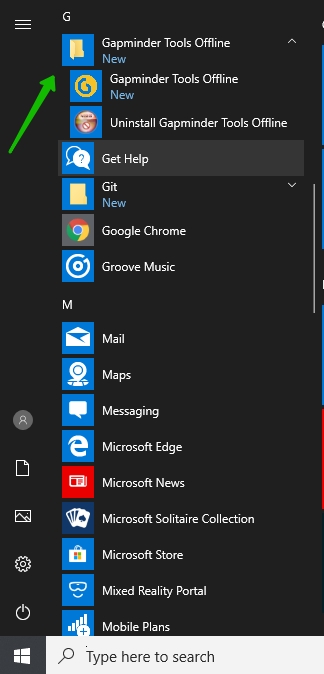 G
Gapminder Tools Offline
New
Gapminder Tools Offline
New
Uninstall Gapminder Tools Offline
Get Help
Git
New
Google Chrome
Groove Music
M
Mail
Maps
Messaging
Microsoft Edge
Microsoft News
Microsoft Solitaire Collection
Microsoft Store
Mixed Reality Portal
Mobile Plans
Type here to search